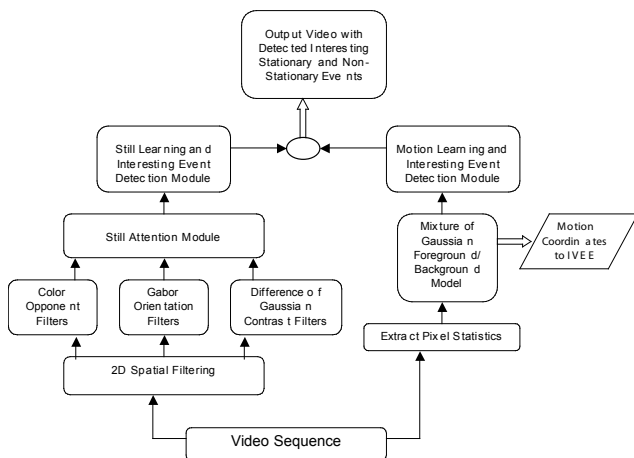 Output Video with
Detected Interesting
Stationary and Non-
Stationary Events
Still Learning and
Interesting Event
Detection Module
Motion Learning and
Interesting Event
Detection Module
Still Attention Module
Mixture of
Gaussian
Foreground/
Background
Model
Motion
Coordinates
to IVEE
Color
Opponent
Filters
Gabor
Orientation
Filters
Difference of
Gaussian
Contrast Filters
Extract Pixel Statistics
2D Spatial Filtering
Video Sequence